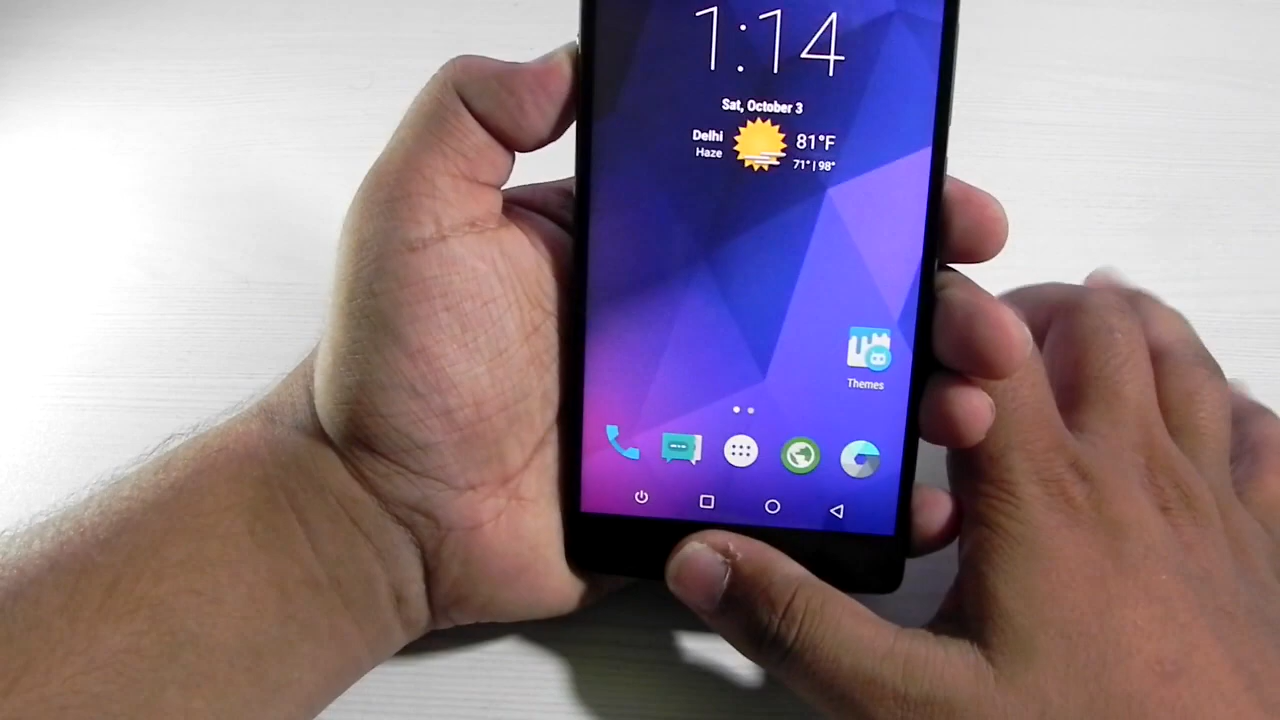 1:14
Sat, October 3
Delhi
Haze
81°F
71° | 98°
Themes